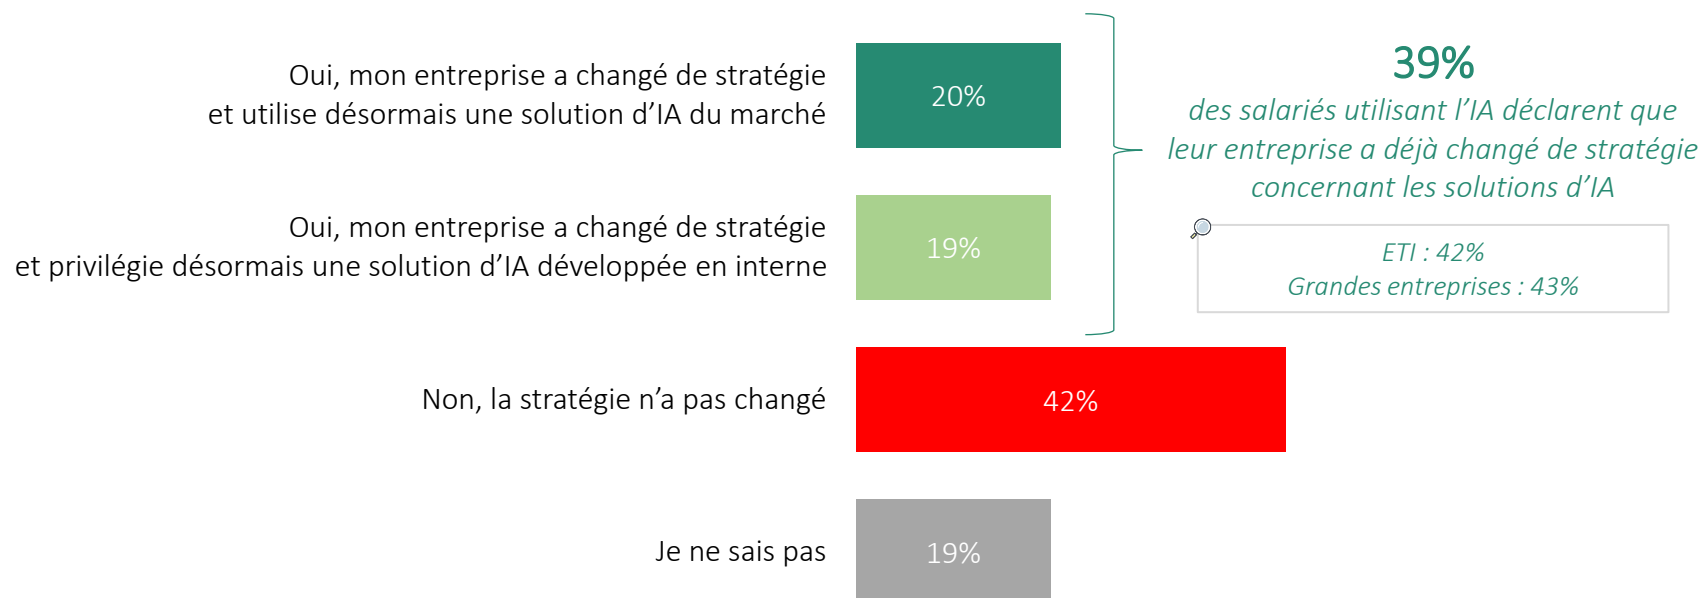 Oui, mon entreprise a changé de stratégie
et utilise désormais une solution d’IA du marché
20%
Oui, mon entreprise a changé de stratégie
et privilégie désormais une solution d’IA développée en interne
19%
Non, la stratégie n’a pas changé
42%
Je ne sais pas
19%
39%
des salariés utilisant l’IA déclarent que
leur entreprise a déjà changé de stratégie
concernant les solutions d’IA
ETI : 42%
Grandes entreprises : 43%